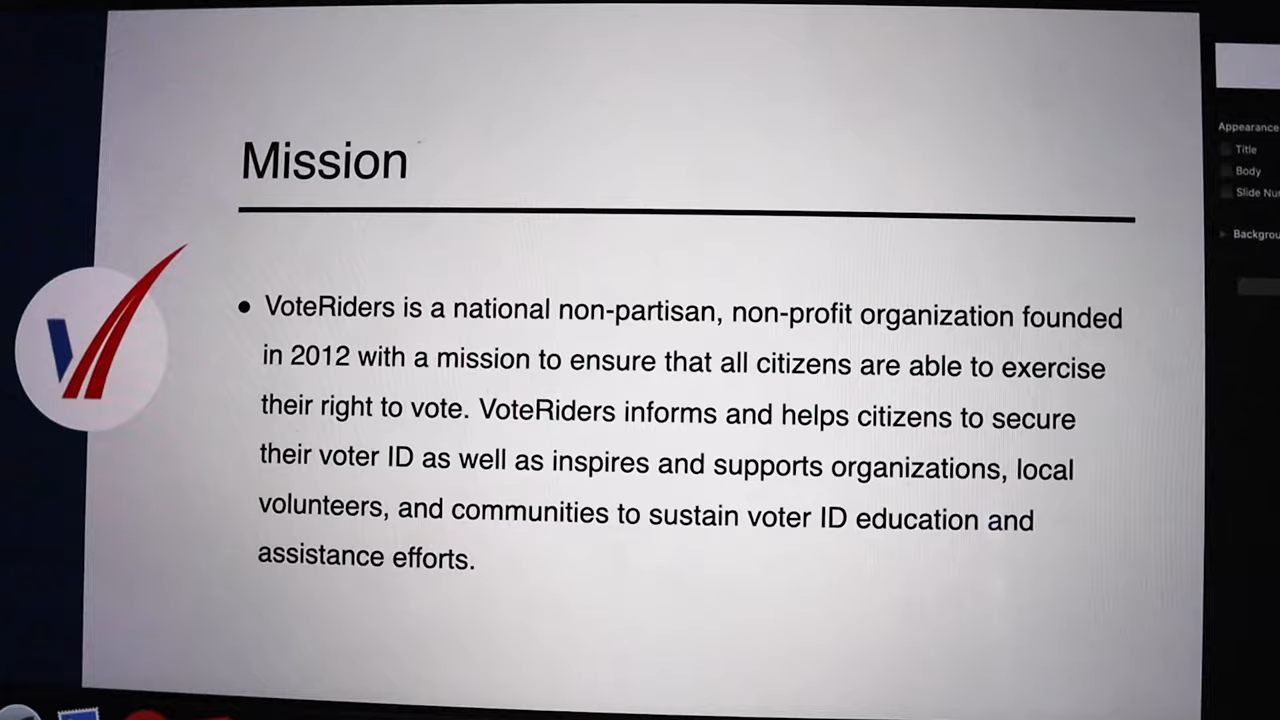 Mission
• VoteRiders is a national non-partisan, non-profit organization founded
in 2012 with a mission to ensure that all citizens are able to exercise
their right to vote. VoteRiders informs and helps citizens to secure
their voter ID as well as inspires and supports organizations, local
volunteers, and communities to sustain voter ID education and
assistance efforts.
Appearance
Title
Body
Slide Nu
Backgrou